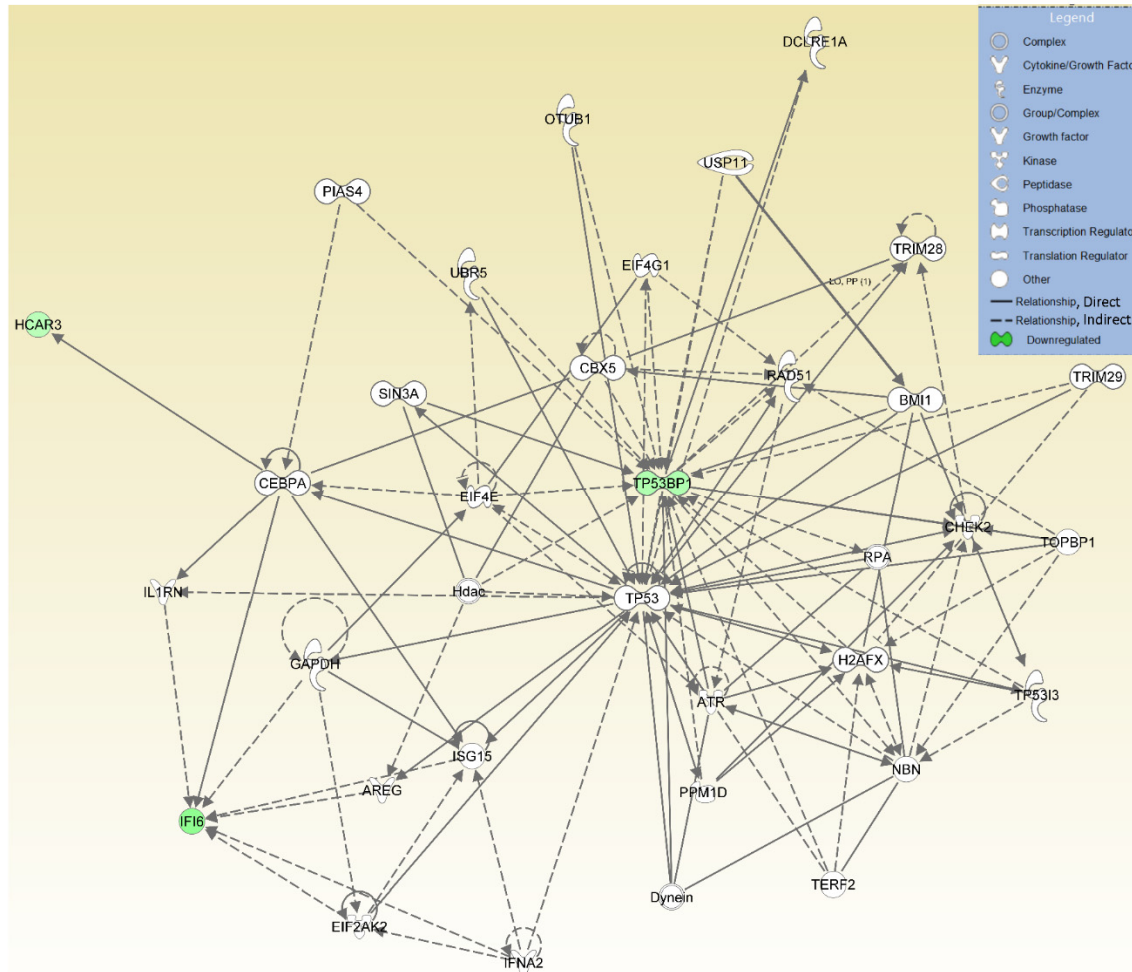 Legend
Complex
Cytokine/Growth Facto
Enzyme
Group/Complex
Growth factor
Kinase
Peptidase
Phosphatase
Transcription Regulato
Translation Regulator
Other
Relationship, Direct
Relationship, Indirect
Downregulated
DCLRE1A
OTUB1
USP11
PIAS4
TRIM28
UBR5
EIF4G1
LO, PP (1)
HCAR3
CBX5
RAD51
TRIM29
SIN3A
BMI1
CEBPA
TP53BP1
EIF4E
CHEK2
TOPBP1
RPA
IL1RN
Hdac
TP53
GAPDH
H2AFX
TP53I3
ATR
ISG15
NBN
AREG
PPM1D
IFI6
TERF2
Dynein
EIF2AK2
IFNA2